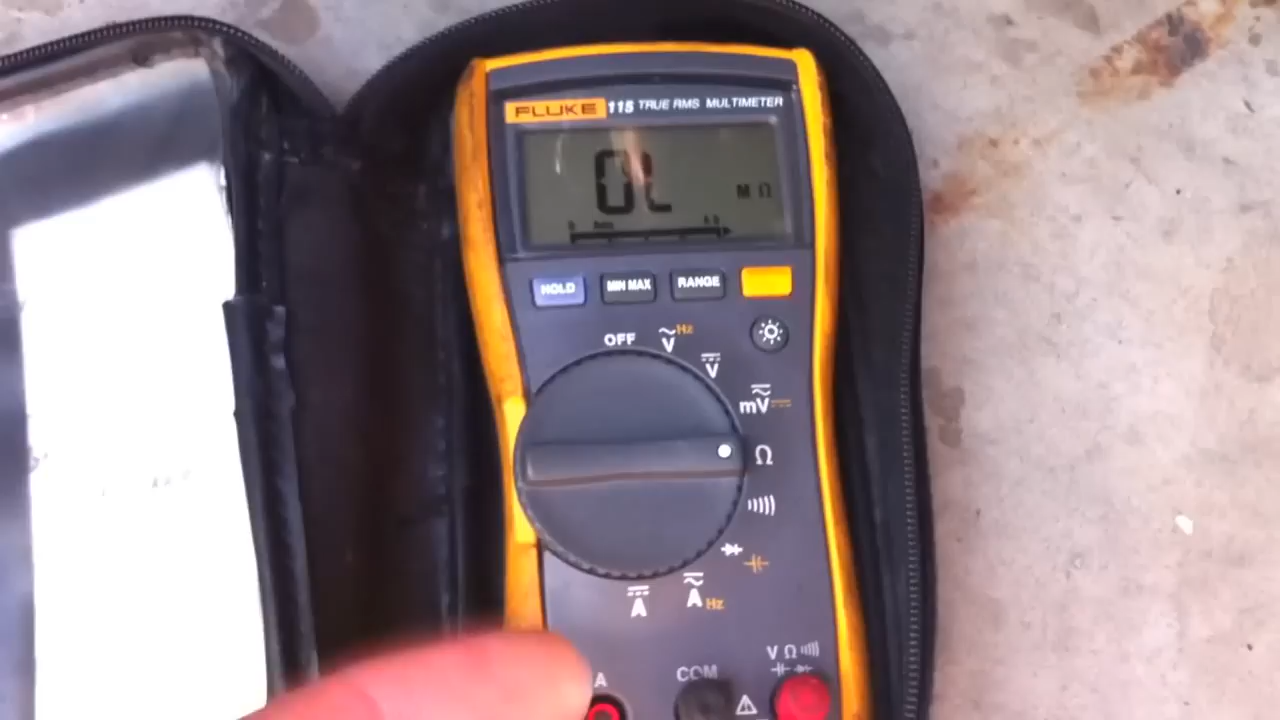 FLUKE 115 TRUE RMS MULTIMETER
OL MΩ
HOLD MIN MAX RANGE
OFF
Hz
V
V
mV
Ω
A
A Hz
A COM V Ω